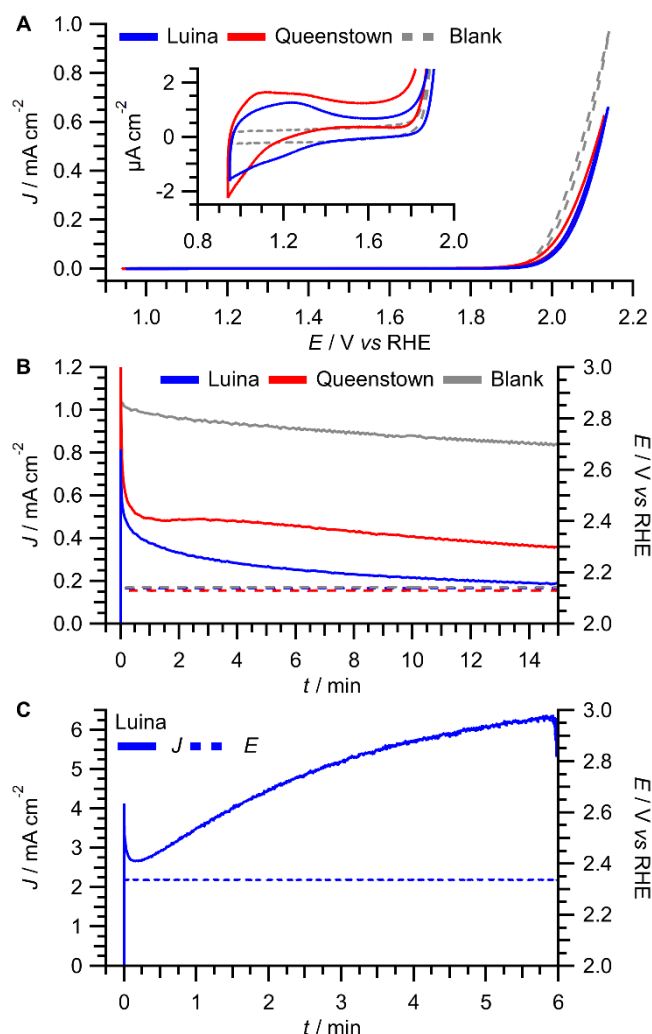 A
Luina Queenstown Blank
J / mA cm-2
1.0
0.8
0.6
0.4
0.2
0.0
µA cm-2
2
0
-2
0.8 1.2 1.6 2.0
1.0 1.2 1.4 1.6 1.8 2.0 2.2
E / V vs RHE
B
Luina Queenstown Blank
J / mA cm-2
1.2
1.0
0.8
0.6
0.4
0.2
0.0
3.0
2.8
2.6
2.4
2.2
2.0
E / V vs RHE
0 2 4 6 8 10 12 14
t / min
C
Luina
J E
J / mA cm-2
6
5
4
3
2
1
0
3.0
2.8
2.6
2.4
2.2
2.0
E / V vs RHE
0 1 2 3 4 5 6
t / min